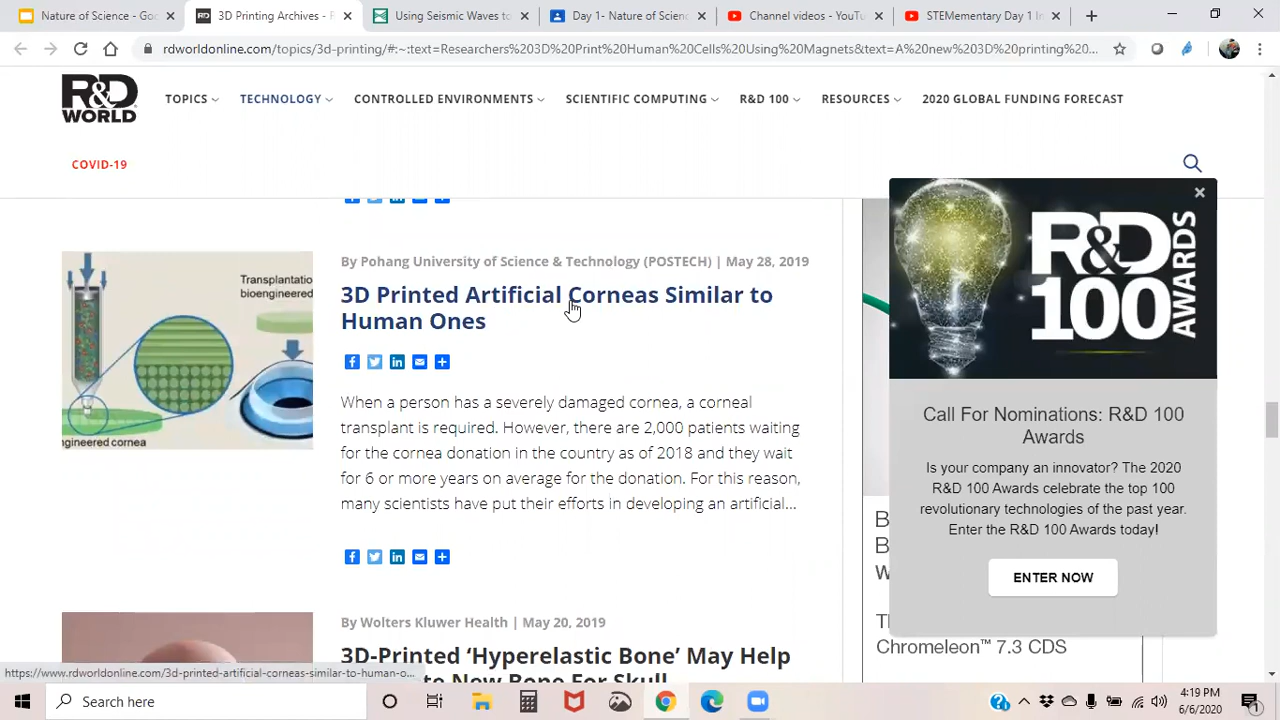 Nature of Science - Goo
3D Printing Archives - R
Using Seismic Waves to
Day 1- Nature of Scienc
Channel videos - YouTu
STEMementary Day 1 In
rdworldonline.com/topics/3d-printing/#:~:text=Researchers%203D%20Print%20Human%20Cells%20Using%20Magnets&text=A%20new%203D%20printing%20...
R&D WORLD
TOPICS
TECHNOLOGY
CONTROLLED ENVIRONMENTS
SCIENTIFIC COMPUTING
R&D 100
RESOURCES
2020 GLOBAL FUNDING FORECAST
COVID-19
Transplantation
bioengineered
ngineered cornea
By Pohang University of Science & Technology (POSTECH) | May 28, 2019
3D Printed Artificial Corneas Similar to
Human Ones
When a person has a severely damaged cornea, a corneal
transplant is required. However, there are 2,000 patients waiting
for the cornea donation in the country as of 2018 and they wait
for 6 or more years on average for the donation. For this reason,
many scientists have put their efforts in developing an artificial...
By Wolters Kluwer Health | May 20, 2019
3D-Printed ‘Hyperelastic Bone’ May Help
New Bone For Skull
R&D
100
AWARDS
Call For Nominations: R&D 100
Awards
Is your company an innovator? The 2020
R&D 100 Awards celebrate the top 100
revolutionary technologies of the past year.
Enter the R&D 100 Awards today!
ENTER NOW
Chromeleon™ 7.3 CDS
https://www.rdworldonline.com/3d-printed-artificial-corneas-similar-to-human-o...
Search here
4:19 PM
6/6/2020